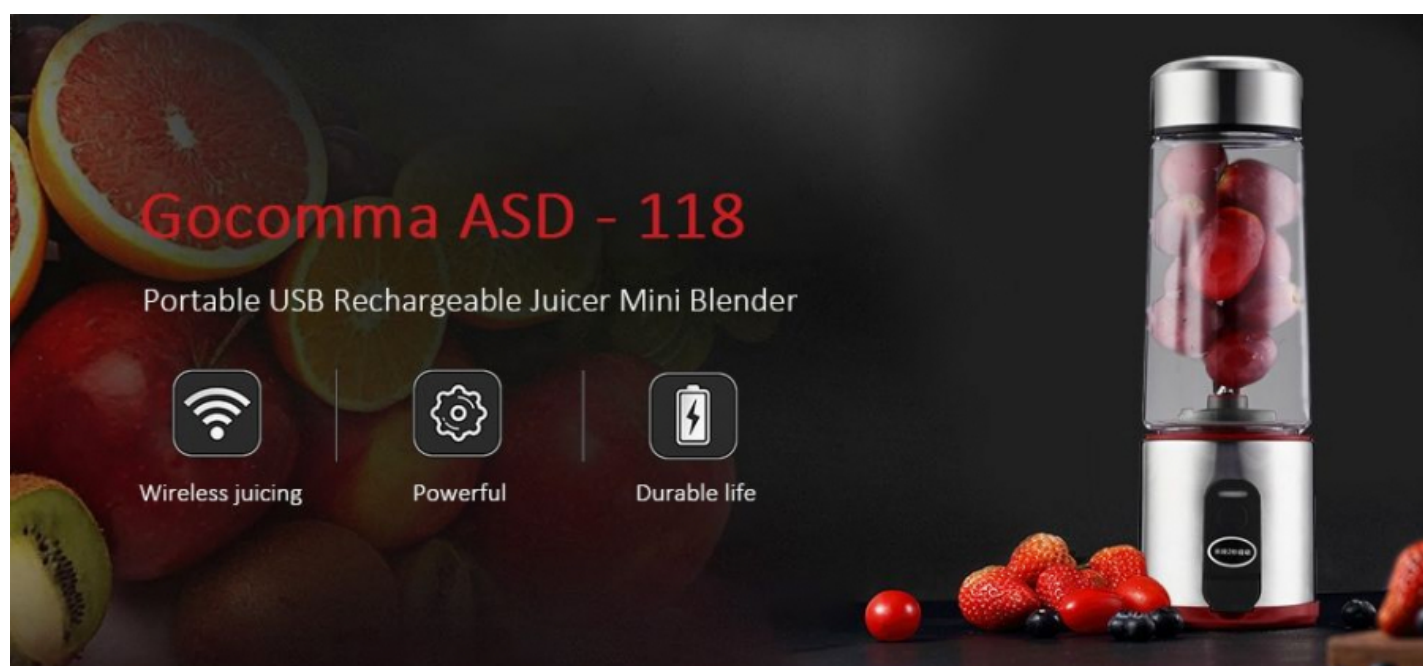 Gocomma ASD - 118
Portable USB Rechargeable Juicer Mini Blender
Wireless juicing
Powerful
Durable life